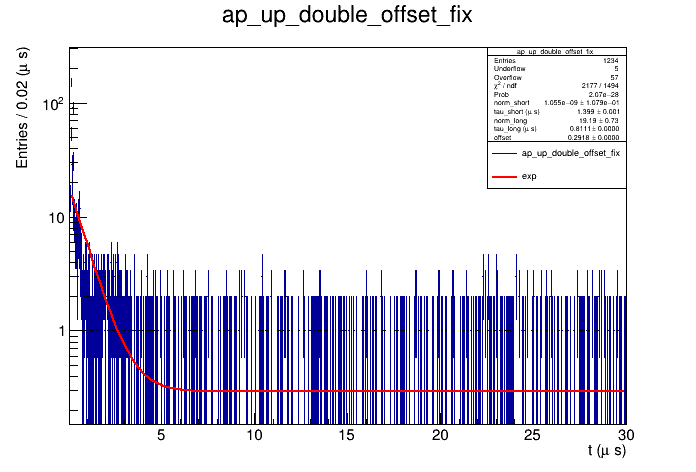 ap_up_double_offset_fix
Entries / 0.02 (μ s)
ap_up_double_offset_fix
Entries 1234
Underflow 5
Overflow 57
χ² / ndf 2177 / 1494
Prob 2.07e−28
norm_short 1.055e−09 ± 1.079e−01
tau_short (μ s) 1.399 ± 0.001
norm_long 19.19 ± 0.73
tau_long (μ s) 0.8111 ± 0.0000
offset 0.2918 ± 0.0000
ap_up_double_offset_fix
exp
10²
10
1
5 10 15 20 25 30
t (μ s)